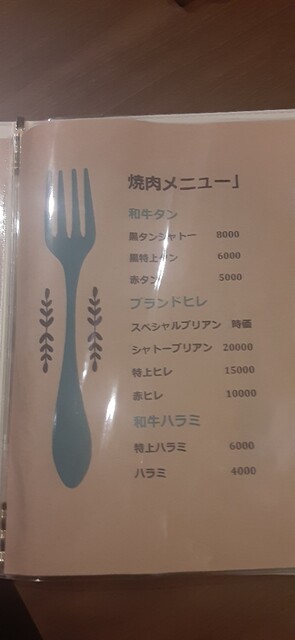 焼肉メニュー」
和牛タン
黒タンシャトー 8000
黒特上タン 6000
赤タン 5000
ブランドヒレ
スペシャルブリアン 時価
シャトーブリアン 20000
特上ヒレ 15000
赤ヒレ 10000
和牛ハラミ
特上ハラミ 6000
ハラミ 4000